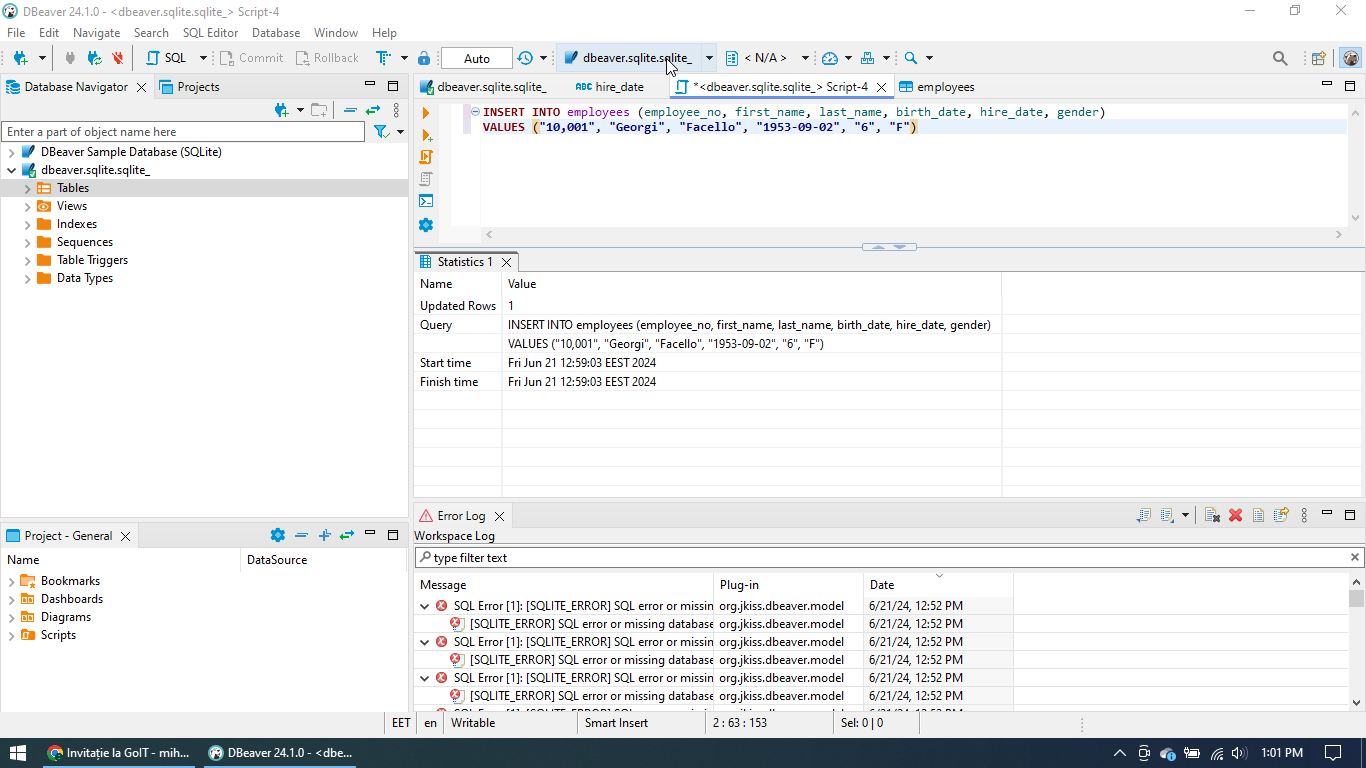 DBeaver 24.1.0 - <dbeaver.sqlite.sqlite_> Script-4
File Edit Navigate Search SQL Editor Database Window Help
SQL Commit Rollback Auto dbeaver.sqlite.sqlite_ < N/A >
Database Navigator Projects
Enter a part of object name here
DBeaver Sample Database (SQLite)
dbeaver.sqlite.sqlite_
Tables
Views
Indexes
Sequences
Table Triggers
Data Types
dbeaver.sqlite.sqlite_ ABC hire_date *<dbeaver.sqlite.sqlite_> Script-4 employees
INSERT INTO employees (employee_no, first_name, last_name, birth_date, hire_date, gender)
VALUES ("10,001", "Georgi", "Facello", "1953-09-02", "6", "F")
Statistics 1
Name Value
Updated Rows 1
Query INSERT INTO employees (employee_no, first_name, last_name, birth_date, hire_date, gender)
VALUES ("10,001", "Georgi", "Facello", "1953-09-02", "6", "F")
Start time Fri Jun 21 12:59:03 EEST 2024
Finish time Fri Jun 21 12:59:03 EEST 2024
Project - General
Name DataSource
Bookmarks
Dashboards
Diagrams
Scripts
Error Log
Workspace Log
type filter text
Message Plug-in Date
SQL Error [1]: [SQLITE_ERROR] SQL error or missin org.jkiss.dbeaver.model 6/21/24, 12:52 PM
[SQLITE_ERROR] SQL error or missing database org.jkiss.dbeaver.model 6/21/24, 12:52 PM
SQL Error [1]: [SQLITE_ERROR] SQL error or missin org.jkiss.dbeaver.model 6/21/24, 12:52 PM
[SQLITE_ERROR] SQL error or missing database org.jkiss.dbeaver.model 6/21/24, 12:52 PM
SQL Error [1]: [SQLITE_ERROR] SQL error or missin org.jkiss.dbeaver.model 6/21/24, 12:52 PM
[SQLITE_ERROR] SQL error or missing database org.jkiss.dbeaver.model 6/21/24, 12:52 PM
EET en Writable Smart Insert 2 : 63 : 153 Sel: 0 | 0
Invitație la GoIT - mih... DBeaver 24.1.0 - <dbe... 1:01 PM